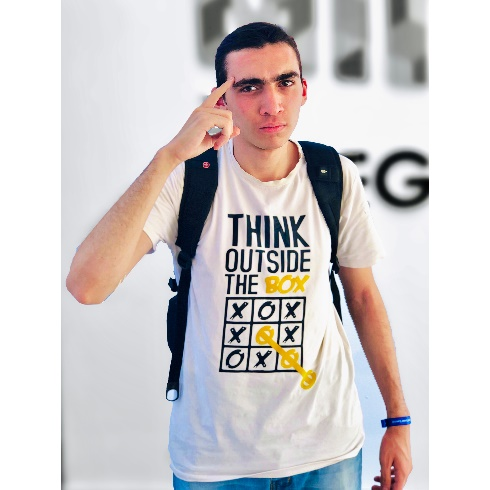 THINK
OUTSIDE
THE BOX
X O X
X O X
O X O
O